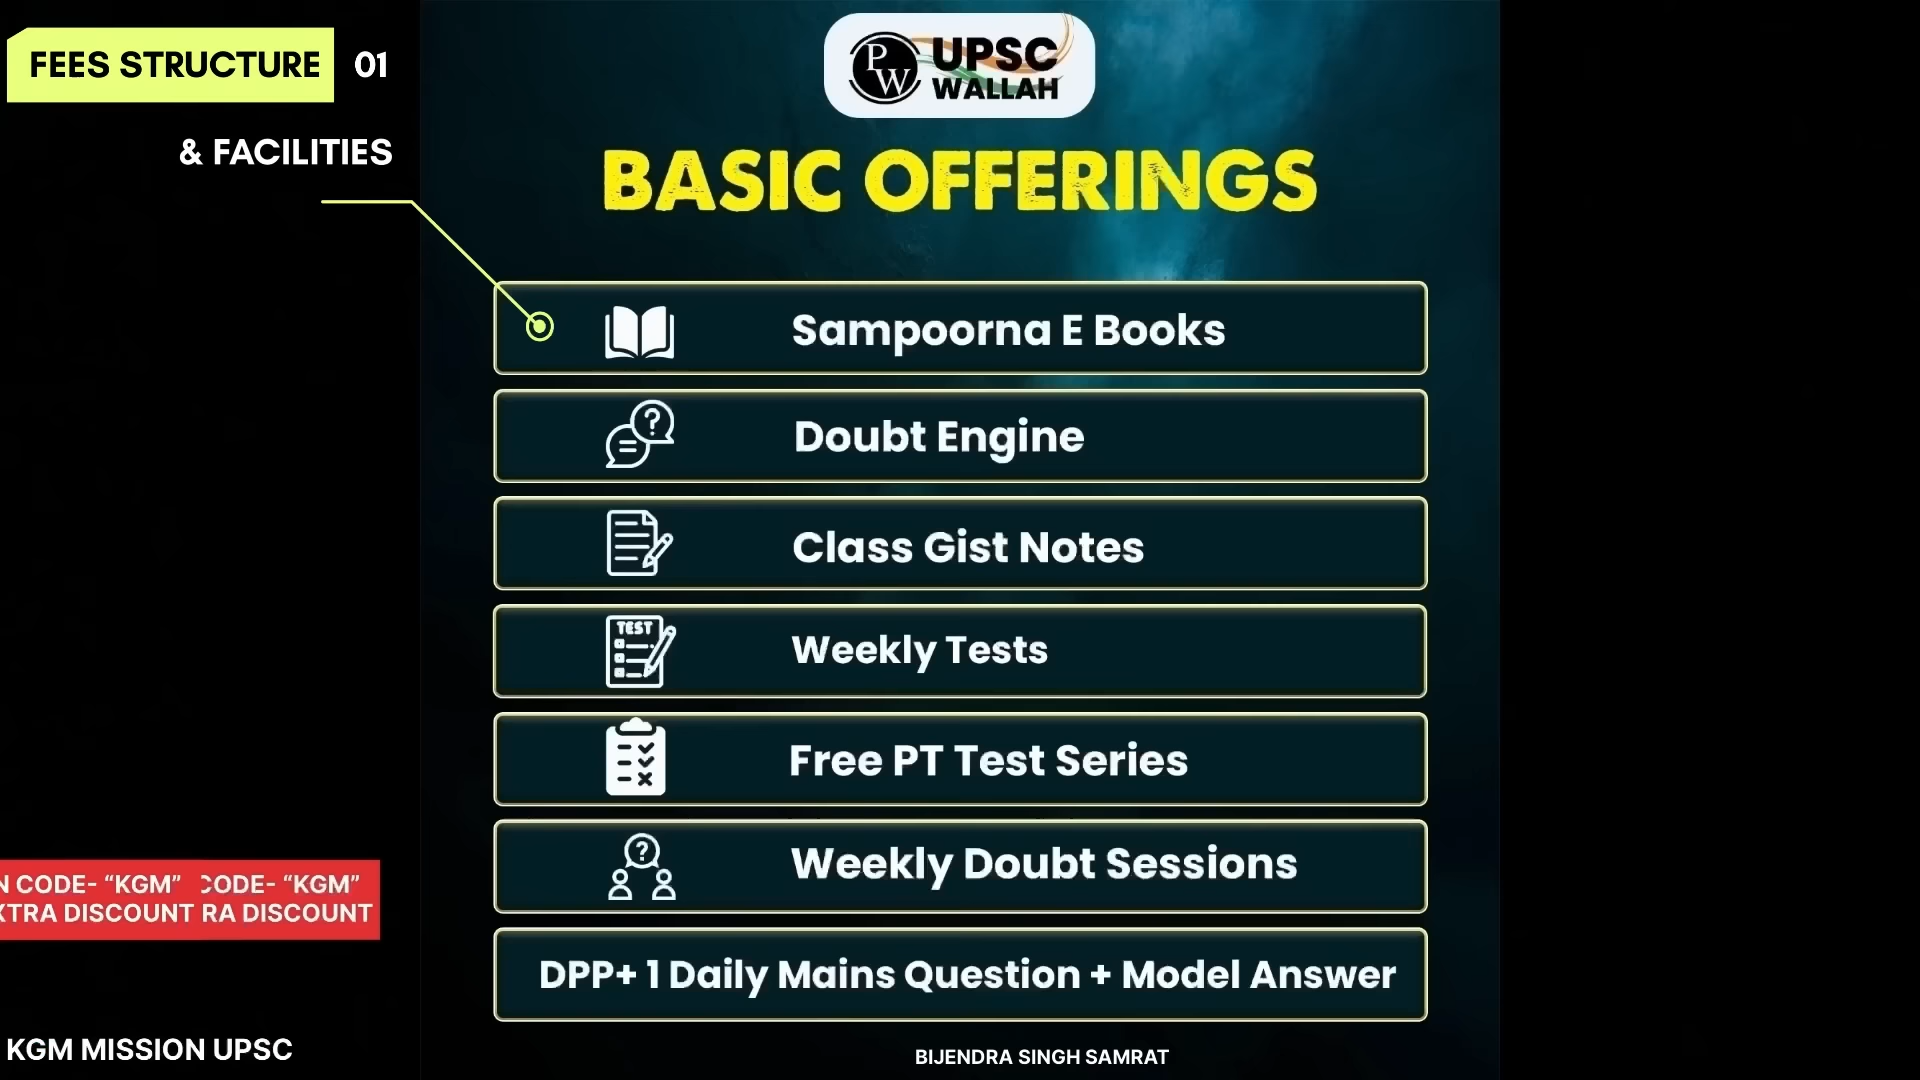 FEES STRUCTURE 01
& FACILITIES
PW UPSC
WALLAH
BASIC OFFERINGS
Sampoorna E Books
?
Doubt Engine
Class Gist Notes
TEST
Weekly Tests
Free PT Test Series
?
Weekly Doubt Sessions
N CODE- “KGM” CODE- “KGM”
XTRA DISCOUNT RA DISCOUNT
DPP+ 1 Daily Mains Question + Model Answer
KGM MISSION UPSC
BIJENDRA SINGH SAMRAT